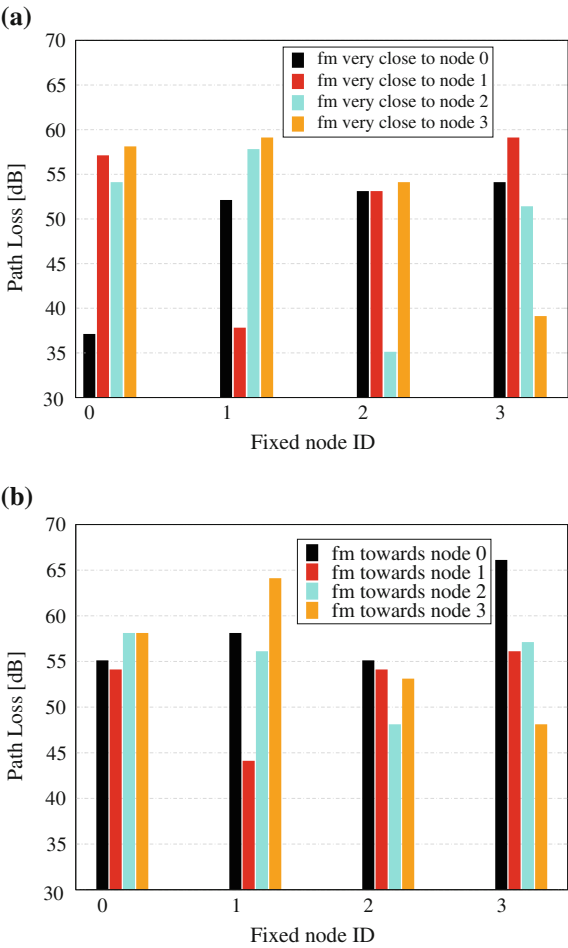 (a)
70
65
60
55
50
40
35
30
Path Loss [dB]
fm very close to node 0
fm very close to node 1
fm very close to node 2
fm very close to node 3
0 1 2 3
Fixed node ID
(b)
70
65
60
55
50
45
40
35
30
Path Loss [dB]
fm towards node 0
fm towards node 1
fm towards node 2
fm towards node 3
0 1 2 3
Fixed node ID